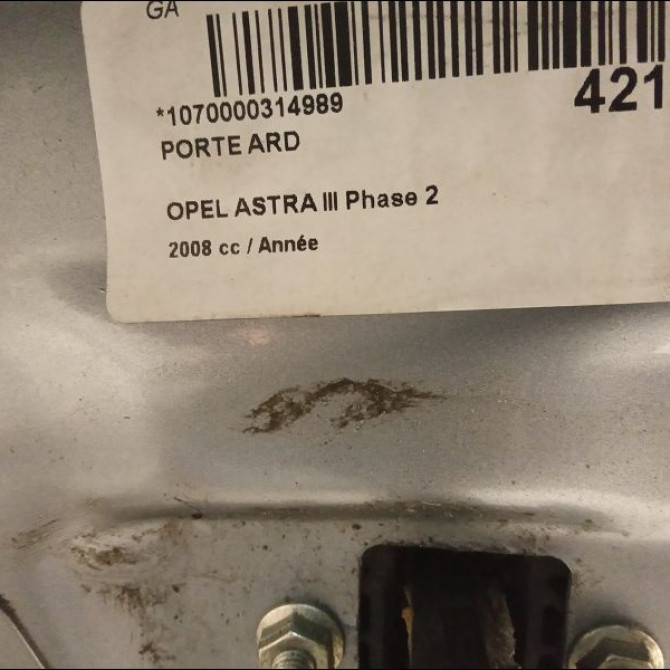 GA
*1070000314989
421
PORTE ARD
OPEL ASTRA III Phase 2
2008 cc / Année